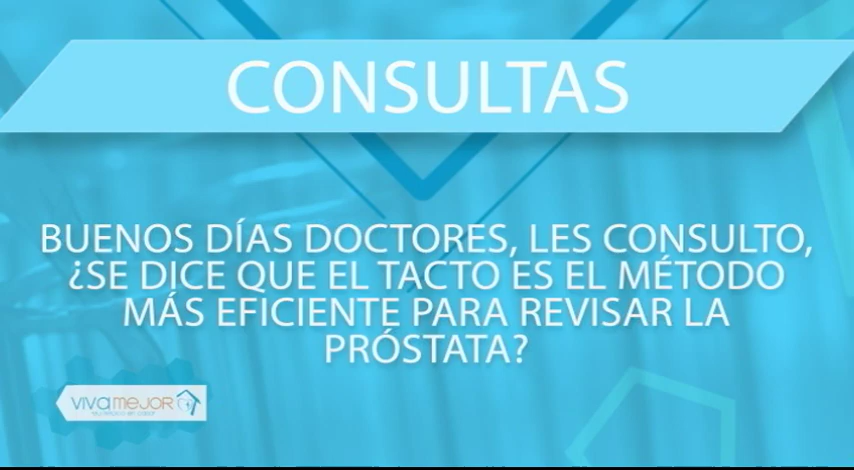 CONSULTAS
BUENOS DÍAS DOCTORES, LES CONSULTO,
¿SE DICE QUE EL TACTO ES EL MÉTODO
MÁS EFICIENTE PARA REVISAR LA
PRÓSTATA?
VIVAMEJOR